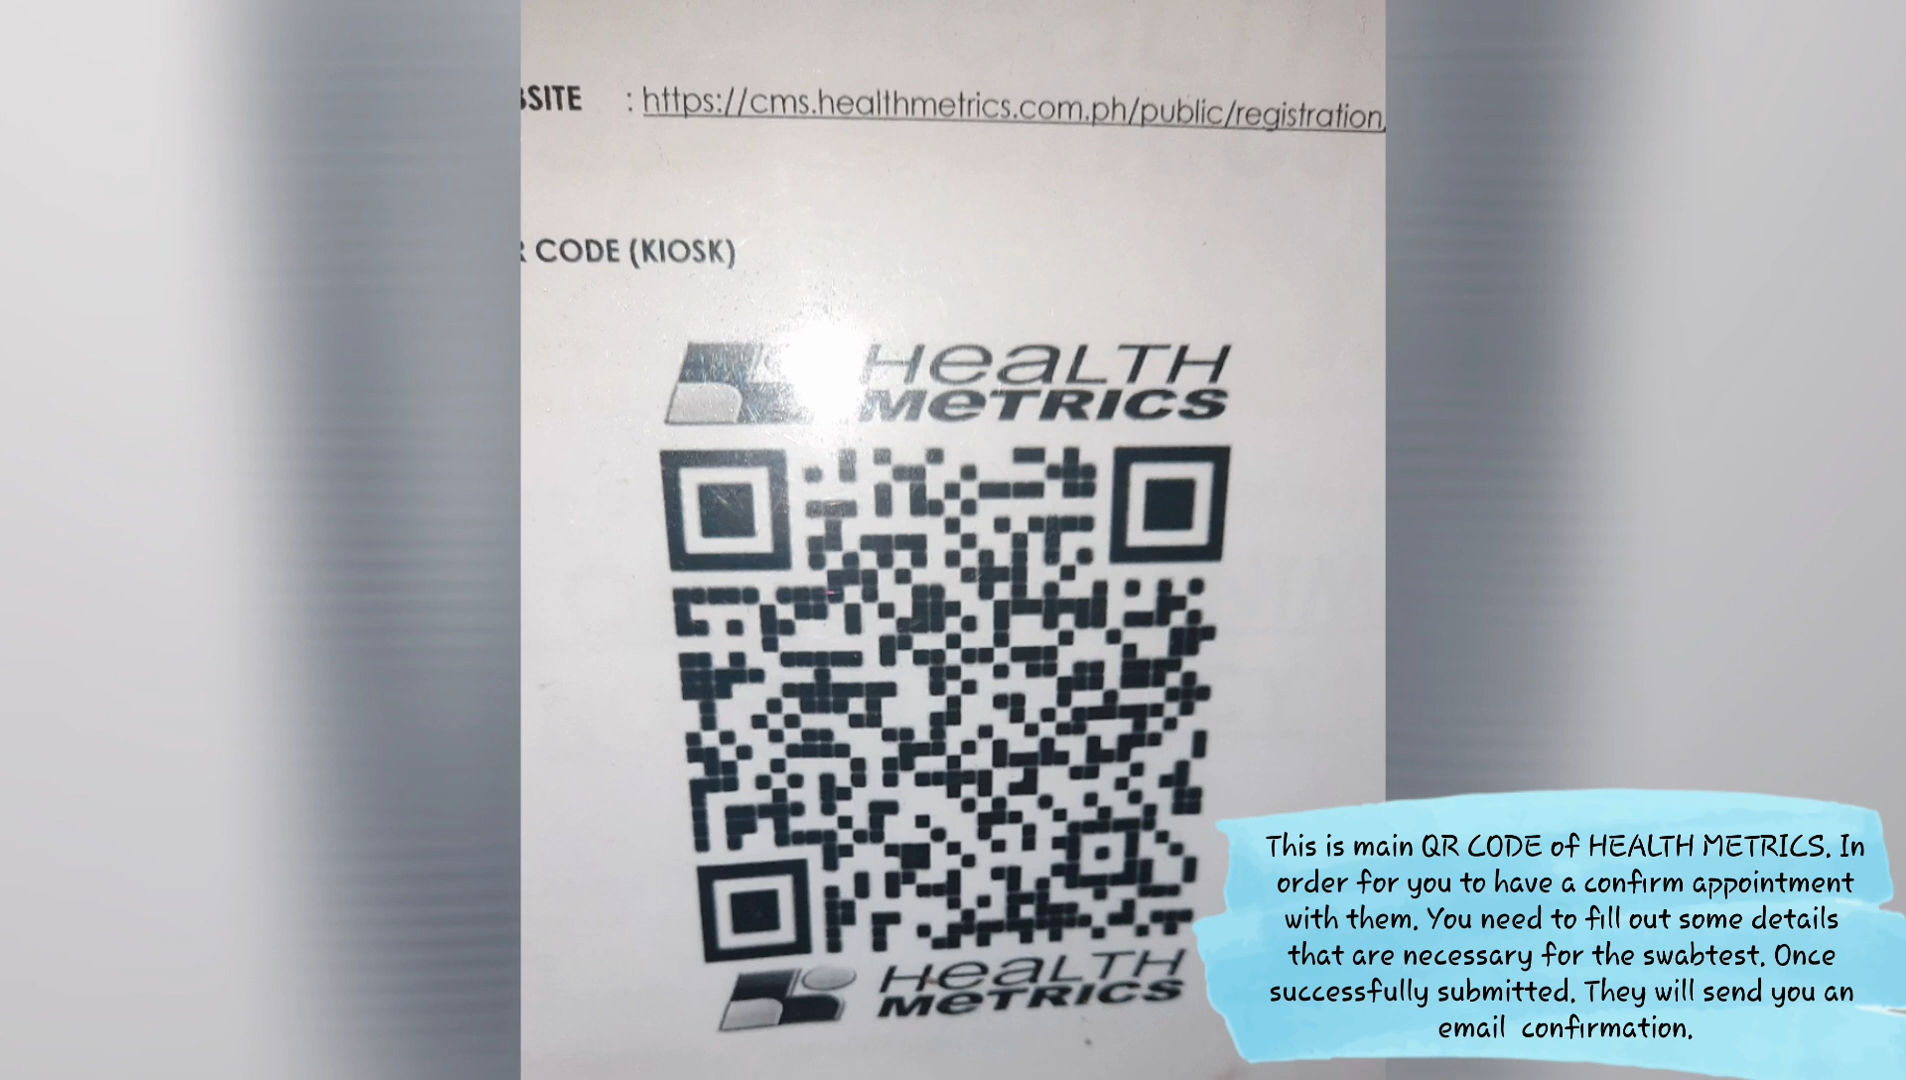 SITE : https://cms.healthmetrics.com.ph/public/registration
CODE (KIOSK)
HeaLTH
MeTRICS
HeaLTH
MeTRICS
This is main QR CODE of HEALTH METRICS. In
order for you to have a confirm appointment
with them. You need to fill out some details
that are necessary for the swabtest. Once
successfully submitted. They will send you an
email confirmation.